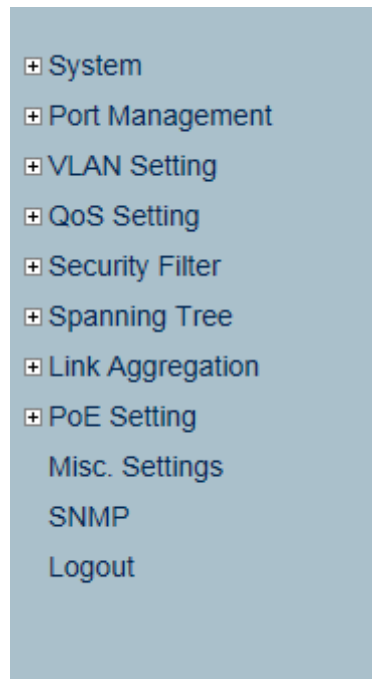 System
Port Management
VLAN Setting
QoS Setting
Security Filter
Spanning Tree
Link Aggregation
PoE Setting
Misc. Settings
SNMP
Logout